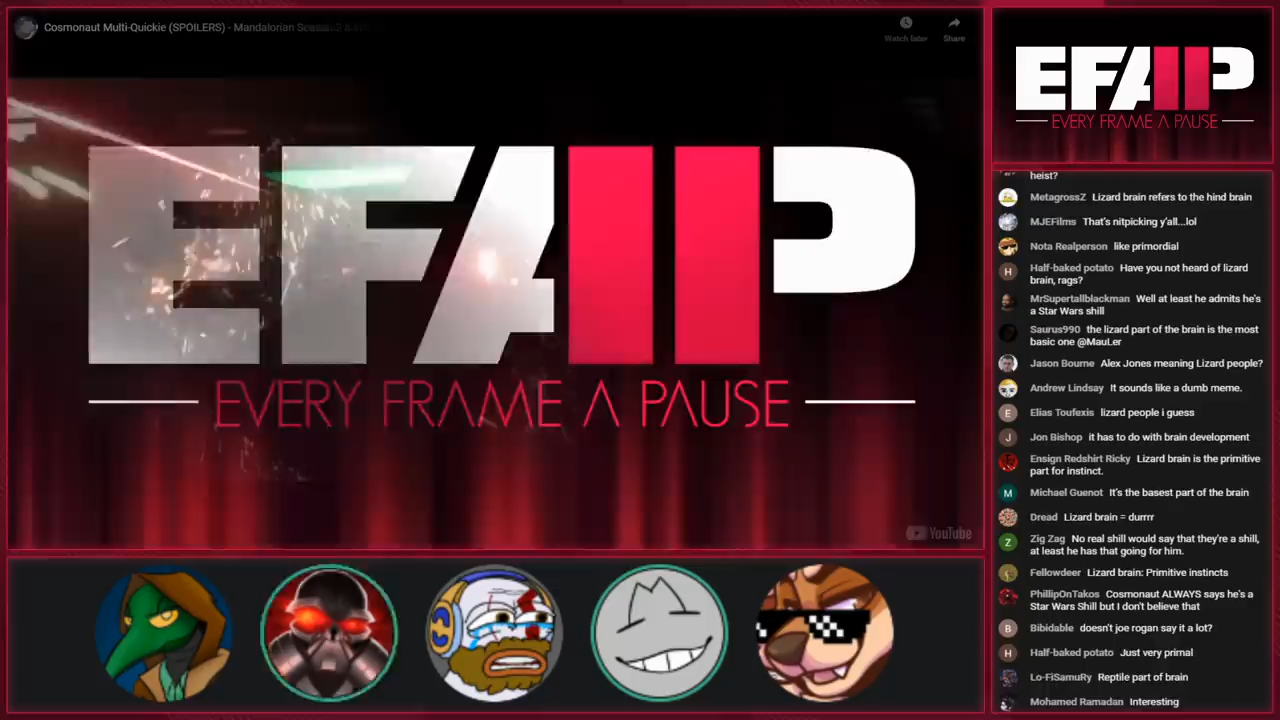 Cosmonaut Multi-Quickie (SPOILERS) - Mandalorian Season
Watch later
Share
EFAP
EVERY FRAME A PAUSE
YouTube
EFAP
EVERY FRAME A PAUSE
heist?
MetagrossZ Lizard brain refers to the hind brain
MJEFilms That's nitpicking y'all...lol
Nota Realperson like primordial
Half-baked potato Have you not heard of lizard
brain, rags?
MrSupertallblackman Well at least he admits he's
a Star Wars shill
Saurus990 the lizard part of the brain is the most
basic one @MauLer
Jason Bourne Alex Jones meaning Lizard people?
Andrew Lindsay It sounds like a dumb meme.
Elias Toufexis lizard people i guess
Jon Bishop it has to do with brain development
Ensign Redshirt Ricky Lizard brain is the primitive
part for instinct.
M
Michael Guenot It's the basest part of the brain
Dread Lizard brain = durrrr
Zig Zag No real shill would say that they're a shill,
at least he has that going for him.
Fellowdeer Lizard brain: Primitive instincts
PhillipOnTakos Cosmonaut ALWAYS says he's a
Star Wars Shill but I don't believe that
Bibidable doesn't joe rogan say it a lot?
Half-baked potato Just very primal
Lo-FiSamuRy Reptile part of brain
Mohamed Ramadan Interesting